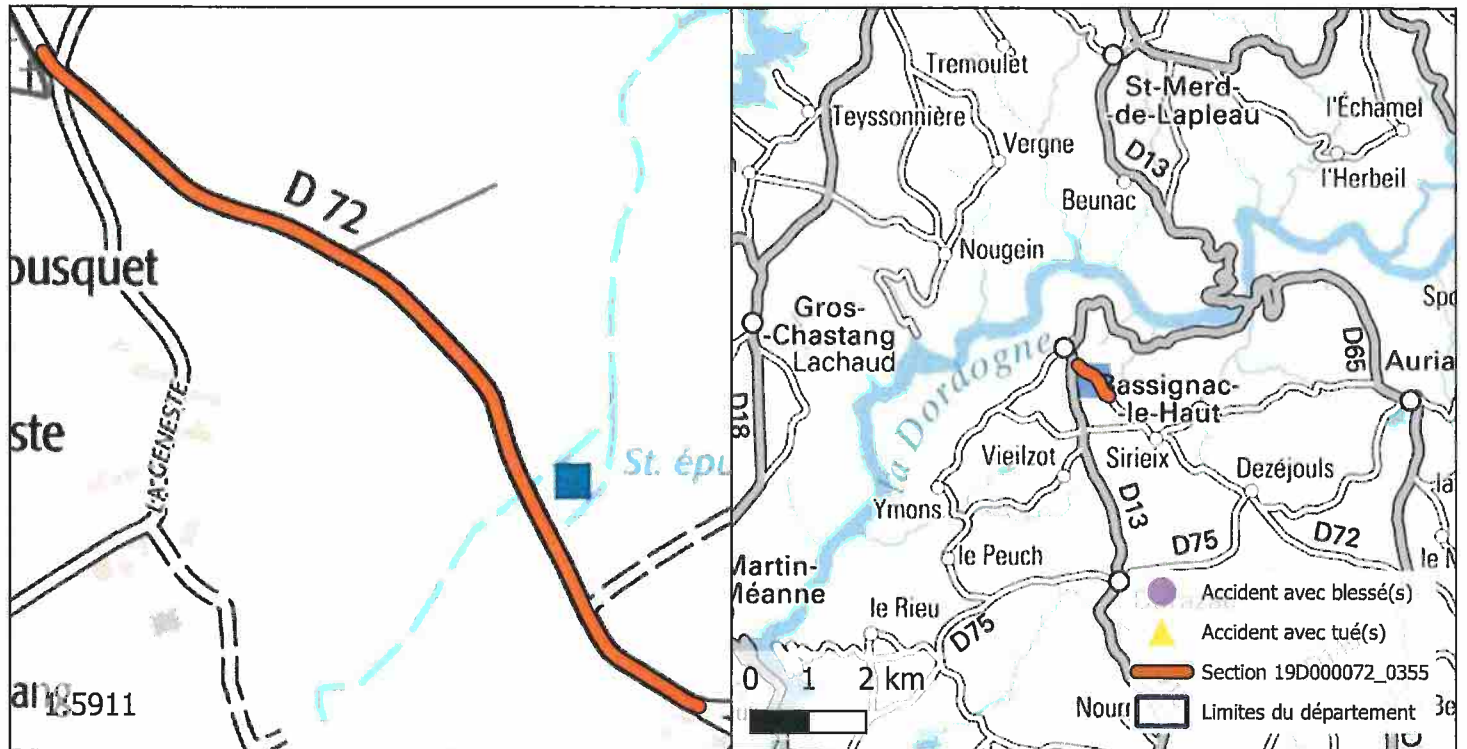 D 72
ousquet
ste
LA GENESTE
St. épu
ang
1:5911
Tremoulet
St-Merd-
-de-Lapleau
l'Échamel
Teyssonnière
Vergne
D13
l'Herbeil
Beunac
Nougein
Gros-
-Chastang
Lachaud
la Dordogne
D65
Auria
Bassignac-
-le-Haut
D18
Vieilzot
Sirieix
Dezéjouls
Ymons
D13
D75
D72
le Peuch
Martin-
Méanne
le Rieu
D75
Accident avec blessé(s)
Accident avec tué(s)
Section 19D000072_0355
Limites du département
0 1 2 km